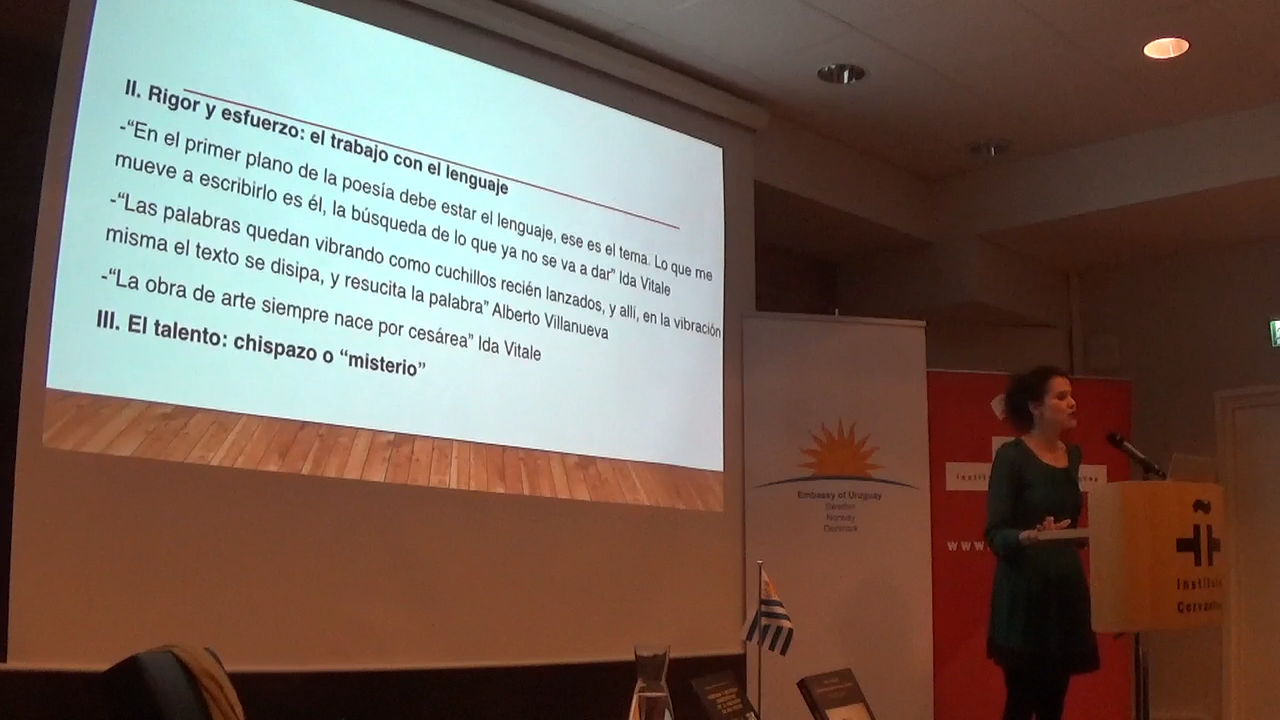 II. Rigor y esfuerzo: el trabajo con el lenguaje
-“En el primer plano de la poesía debe estar el lenguaje, ese es el tema. Lo que me
mueve a escribirlo es él, la búsqueda de lo que ya no se va a dar” Ida Vitale
-“Las palabras quedan vibrando como cuchillos recién lanzados, y allí, en la vibración
misma el texto se disipa, y resucita la palabra” Alberto Villanueva
-“La obra de arte siempre nace por cesárea” Ida Vitale
III. El talento: chispazo o “misterio”
Embassy of Uruguay
Sweden
Norway
Denmark
www
Instituto
Cervantes